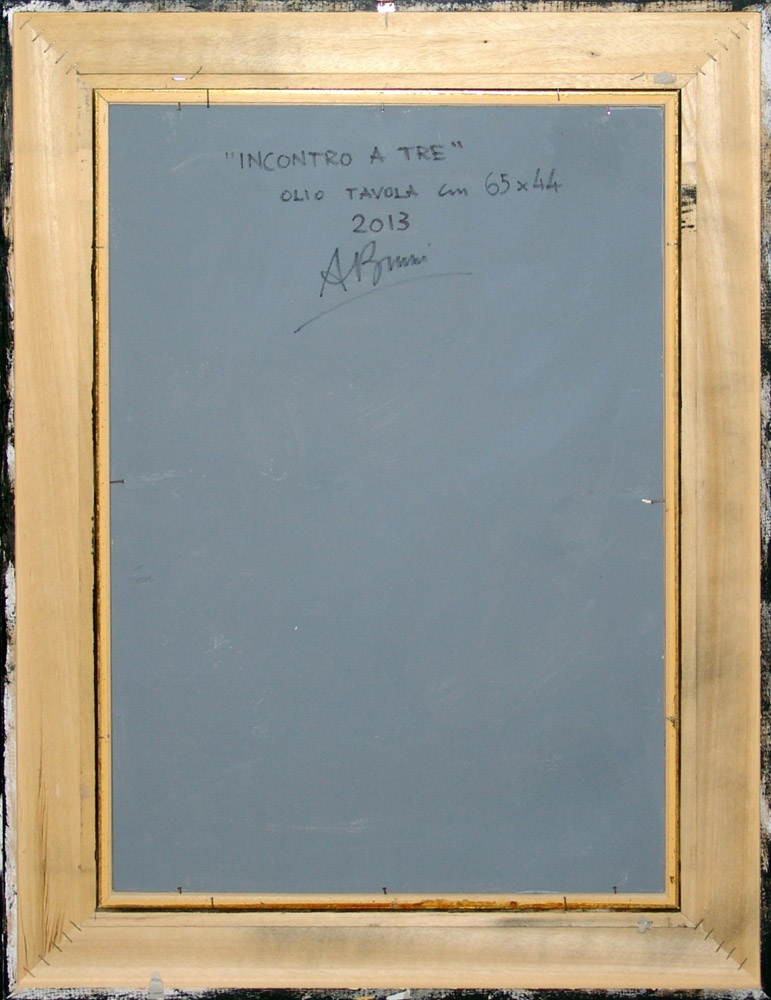 "INCONTRO A TRE"
OLIO TAVOLA cm 65x44
2013